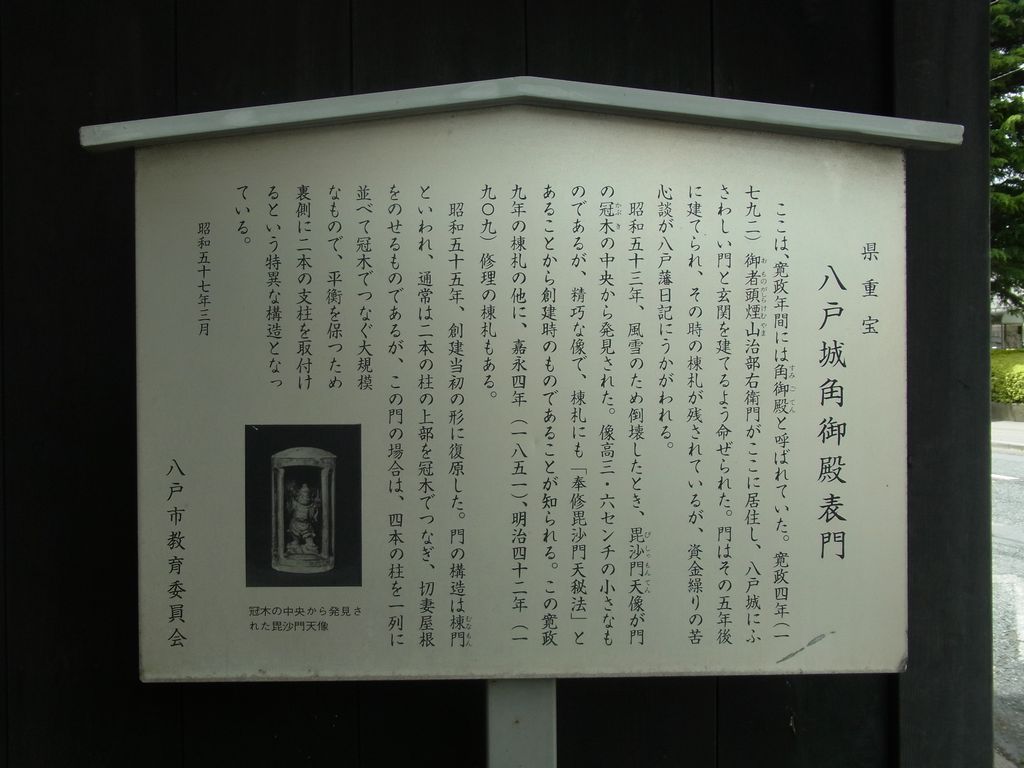 県重宝
八戸城角御殿表門
ここは、寛政年間には角御殿と呼ばれていた。寛政四年（一
七九二）御者頭煙山治部右衛門がここに居住し、八戸城にふ
さわしい門と玄関を建てるよう命ぜられた。門はその五年後
に建てられ、その時の棟札が残されているが、資金繰りの苦
心談が八戸藩日記にうかがわれる。
昭和五十三年、風雪のため倒壊したとき、毘沙門天像が門
の冠木の中央から発見された。像高三・六センチの小さなも
のであるが、精巧な像で、棟札にも「奉修毘沙門天秘法」と
あることから創建時のものであることが知られる。この寛政
九年の棟札の他に、嘉永四年（一八五一）、明治四十二年（一
九〇九）修理の棟札もある。
昭和五十五年、創建当初の形に復原した。門の構造は棟門
といわれ、通常は二本の柱の上部を冠木でつなぎ、切妻屋根
をのせるものであるが、この門の場合は、四本の柱を一列に
並べて冠木でつなぐ大規模
なもので、平衡を保つため
裏側に二本の支柱を取付け
るという特異な構造となっ
ている。
昭和五十七年三月
八戸市教育委員会
冠木の中央から発見さ
れた毘沙門天像